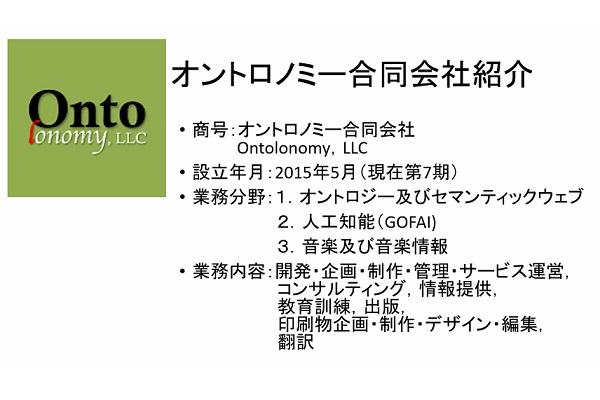 Onto
lonomy, LLC
オントロノミー合同会社紹介
• 商号：オントロノミー合同会社
Ontolonomy, LLC
• 設立年月：2015年5月（現在第7期）
• 業務分野：１．オントロジー及びセマンティックウェブ
２．人工知能（GOFAI）
３．音楽及び音楽情報
• 業務内容：開発・企画・制作・管理・サービス運営，
コンサルティング，情報提供，
教育訓練，出版，
印刷物企画・制作・デザイン・編集，
翻訳